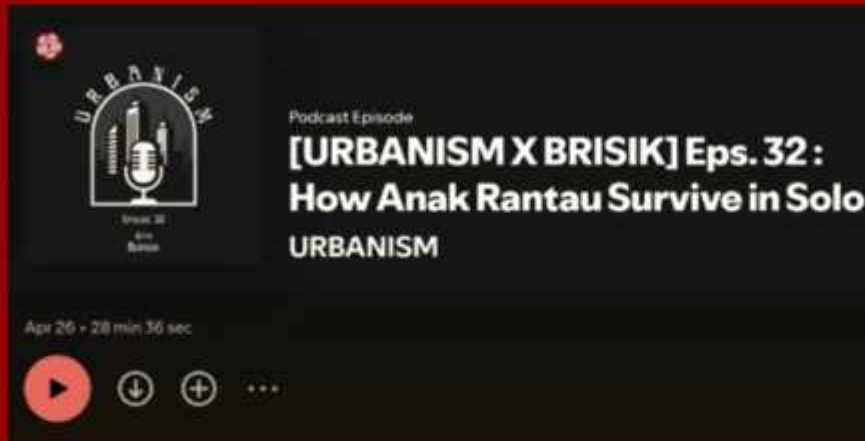 URBANISM
Podcast Episode
[URBANISM X BRISIK] Eps. 32 :
How Anak Rantau Survive in Solo
URBANISM
Apr 26 • 28 min 36 sec